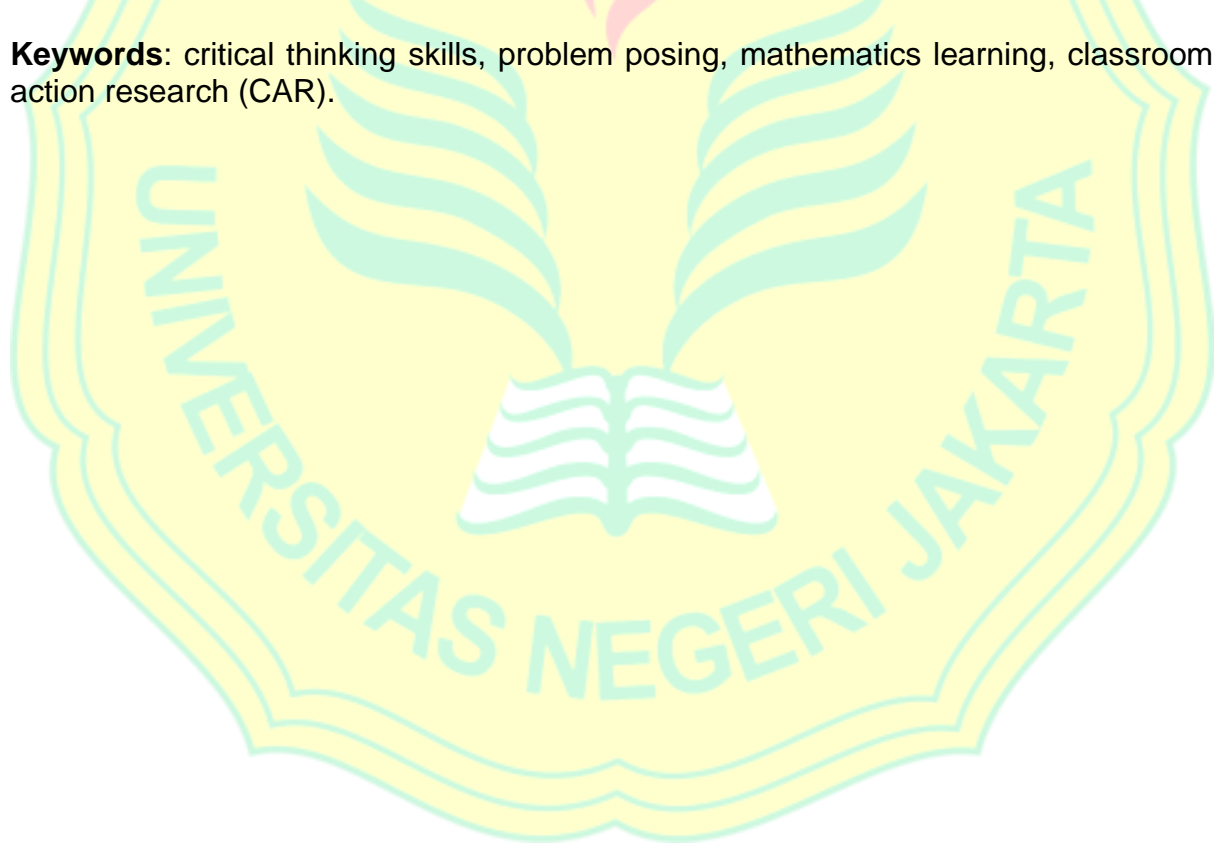 Keywords: critical thinking skills, problem posing, mathematics learning, classroom
action research (CAR).
UNIVERSITAS NEGERI JAKARTA